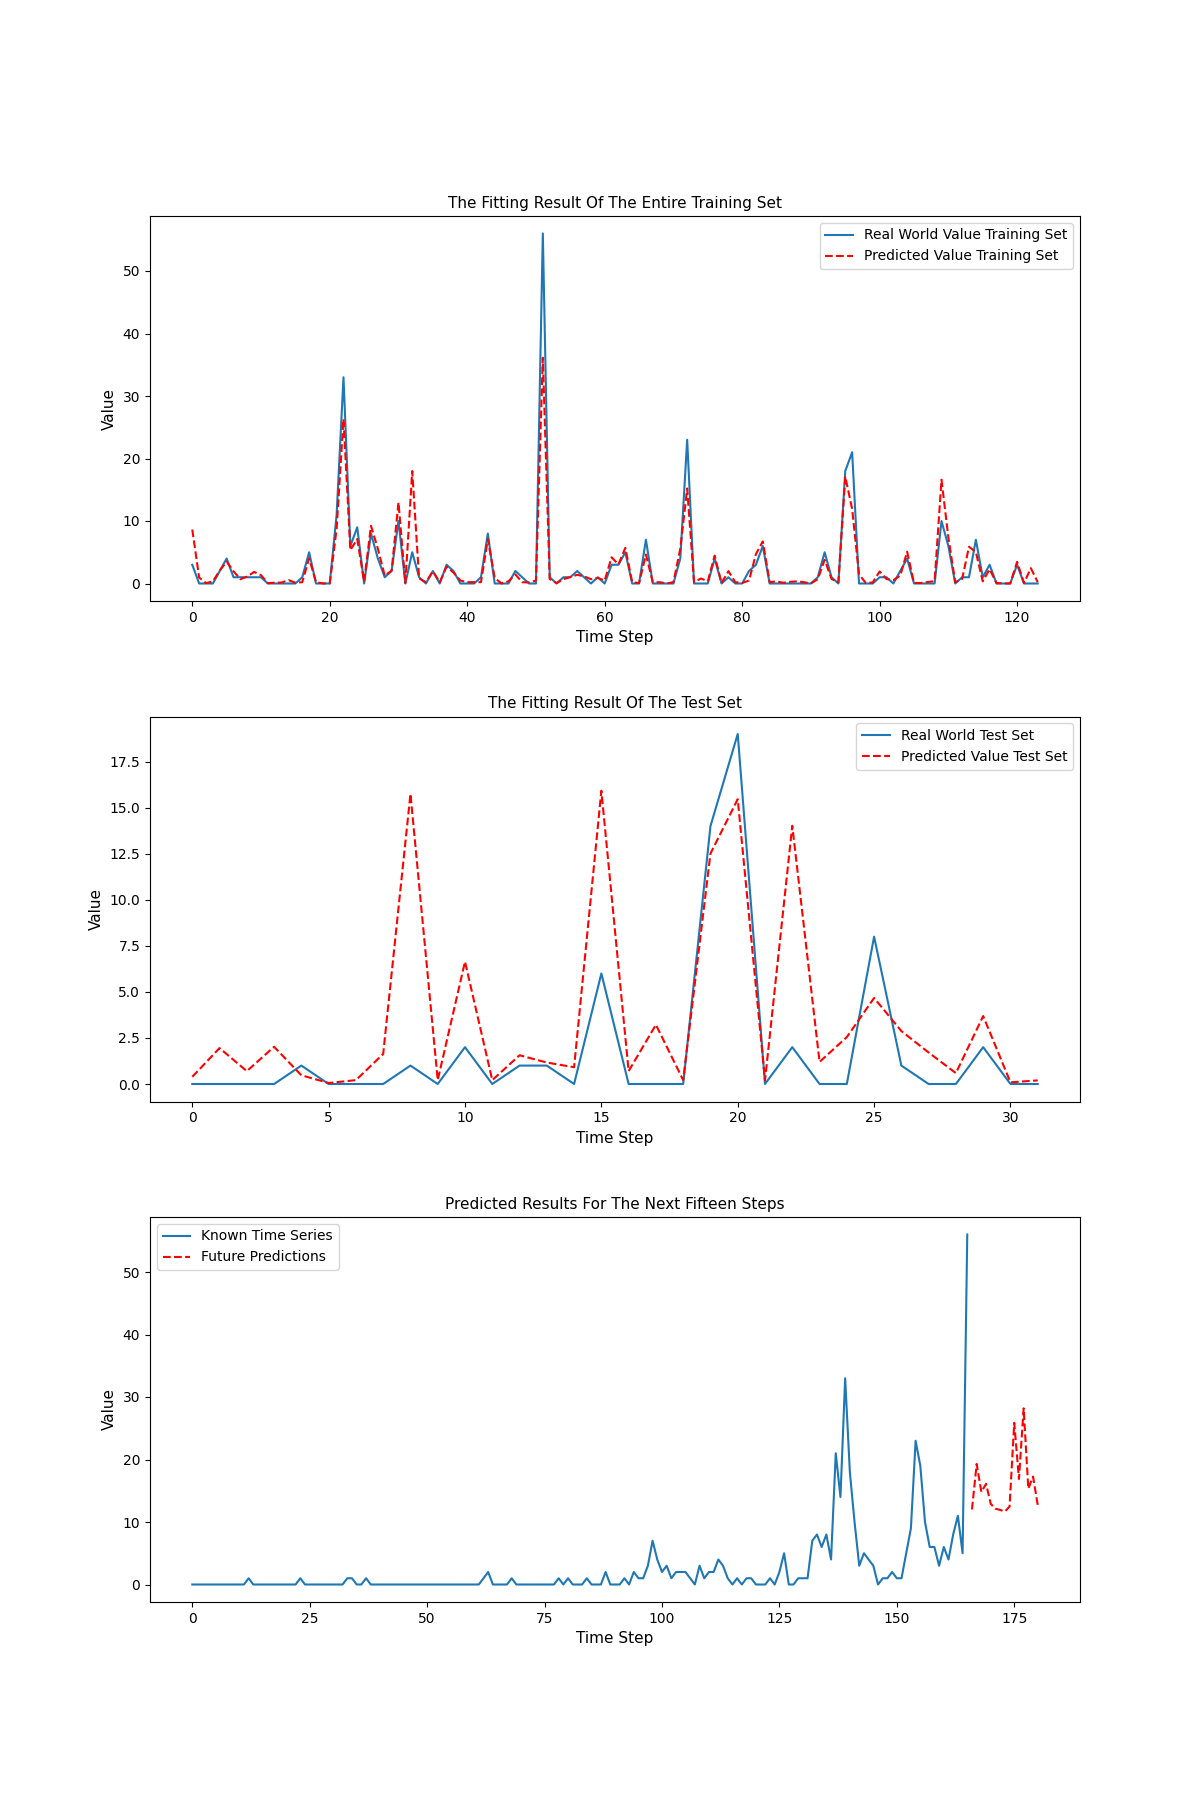 The Fitting Result Of The Entire Training Set
Real World Value Training Set
Predicted Value Training Set
50
40
30
20
10
0
Value
0 20 40 60 80 100 120
Time Step
The Fitting Result Of The Test Set
Real World Test Set
Predicted Value Test Set
17.5
15.0
12.5
10.0
7.5
5.0
2.5
0.0
Value
0 5 10 15 20 25 30
Time Step
Predicted Results For The Next Fifteen Steps
Known Time Series
Future Predictions
50
40
30
20
10
0
Value
0 25 50 75 100 125 150 175
Time Step